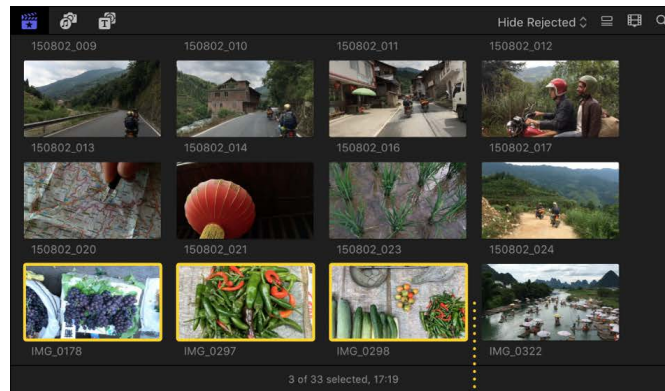 Hide Rejected
150802_009 150802_010 150802_011 150802_012
150802_013 150802_014 150802_016 150802_017
150802_020 150802_021 150802_023 150802_024
IMG_0178 IMG_0297 IMG_0298 IMG_0322
3 of 33 selected, 17:19